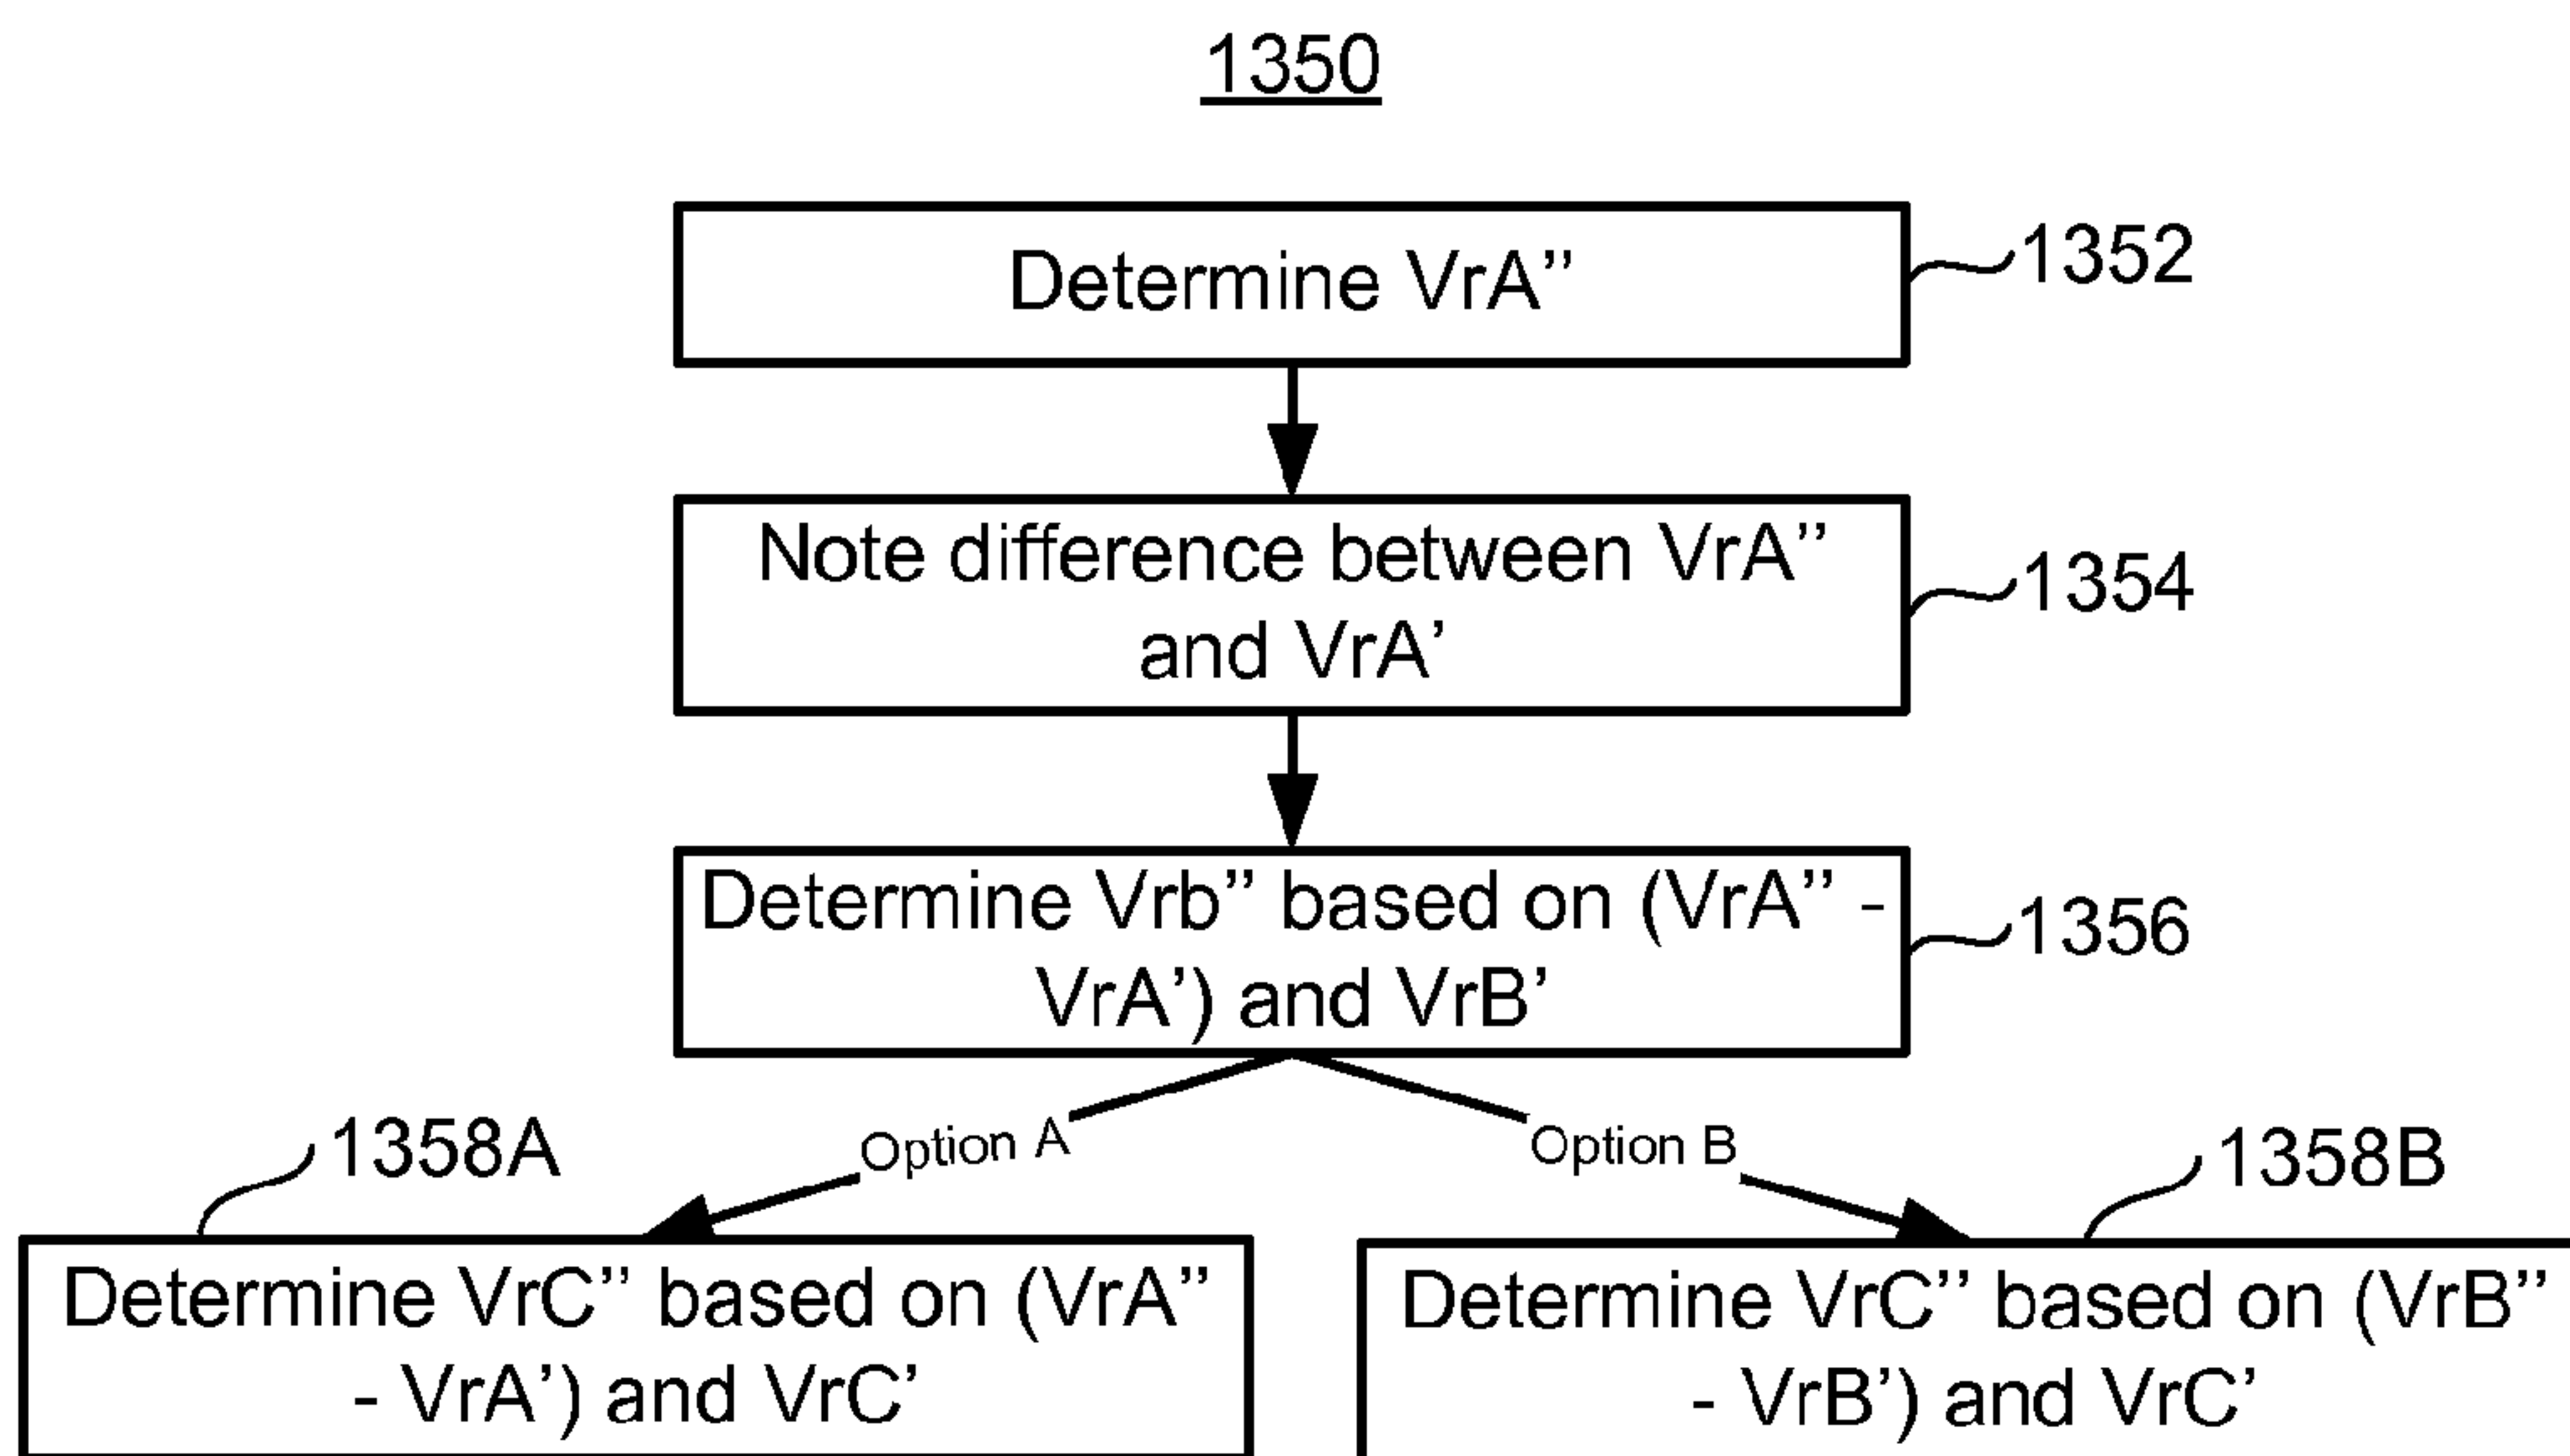 1350
Determine VrA’’
1352
Note difference between VrA’’
and VrA’
1354
Determine Vrb’’ based on (VrA’’ -
VrA’) and VrB’
1356
Option A
Option B
1358A
1358B
Determine VrC’’ based on (VrA’’
- VrA’) and VrC’
Determine VrC’’ based on (VrB’’
- VrB’) and VrC’